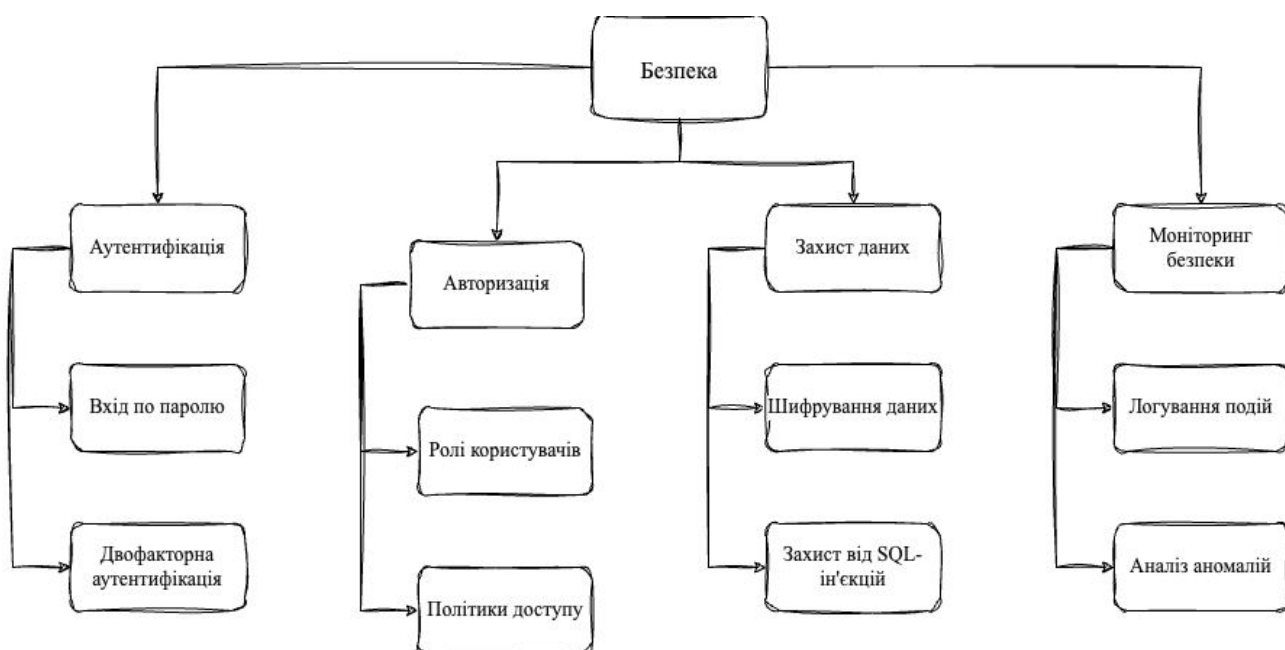 Безпека
Аутентифікація
Вхід по паролю
Двофакторна
аутентифікація
Авторизація
Ролі користувачів
Політики доступу
Захист даних
Шифрування даних
Захист від SQL-
ін'єкцій
Моніторинг
безпеки
Логування подій
Аналіз аномалій